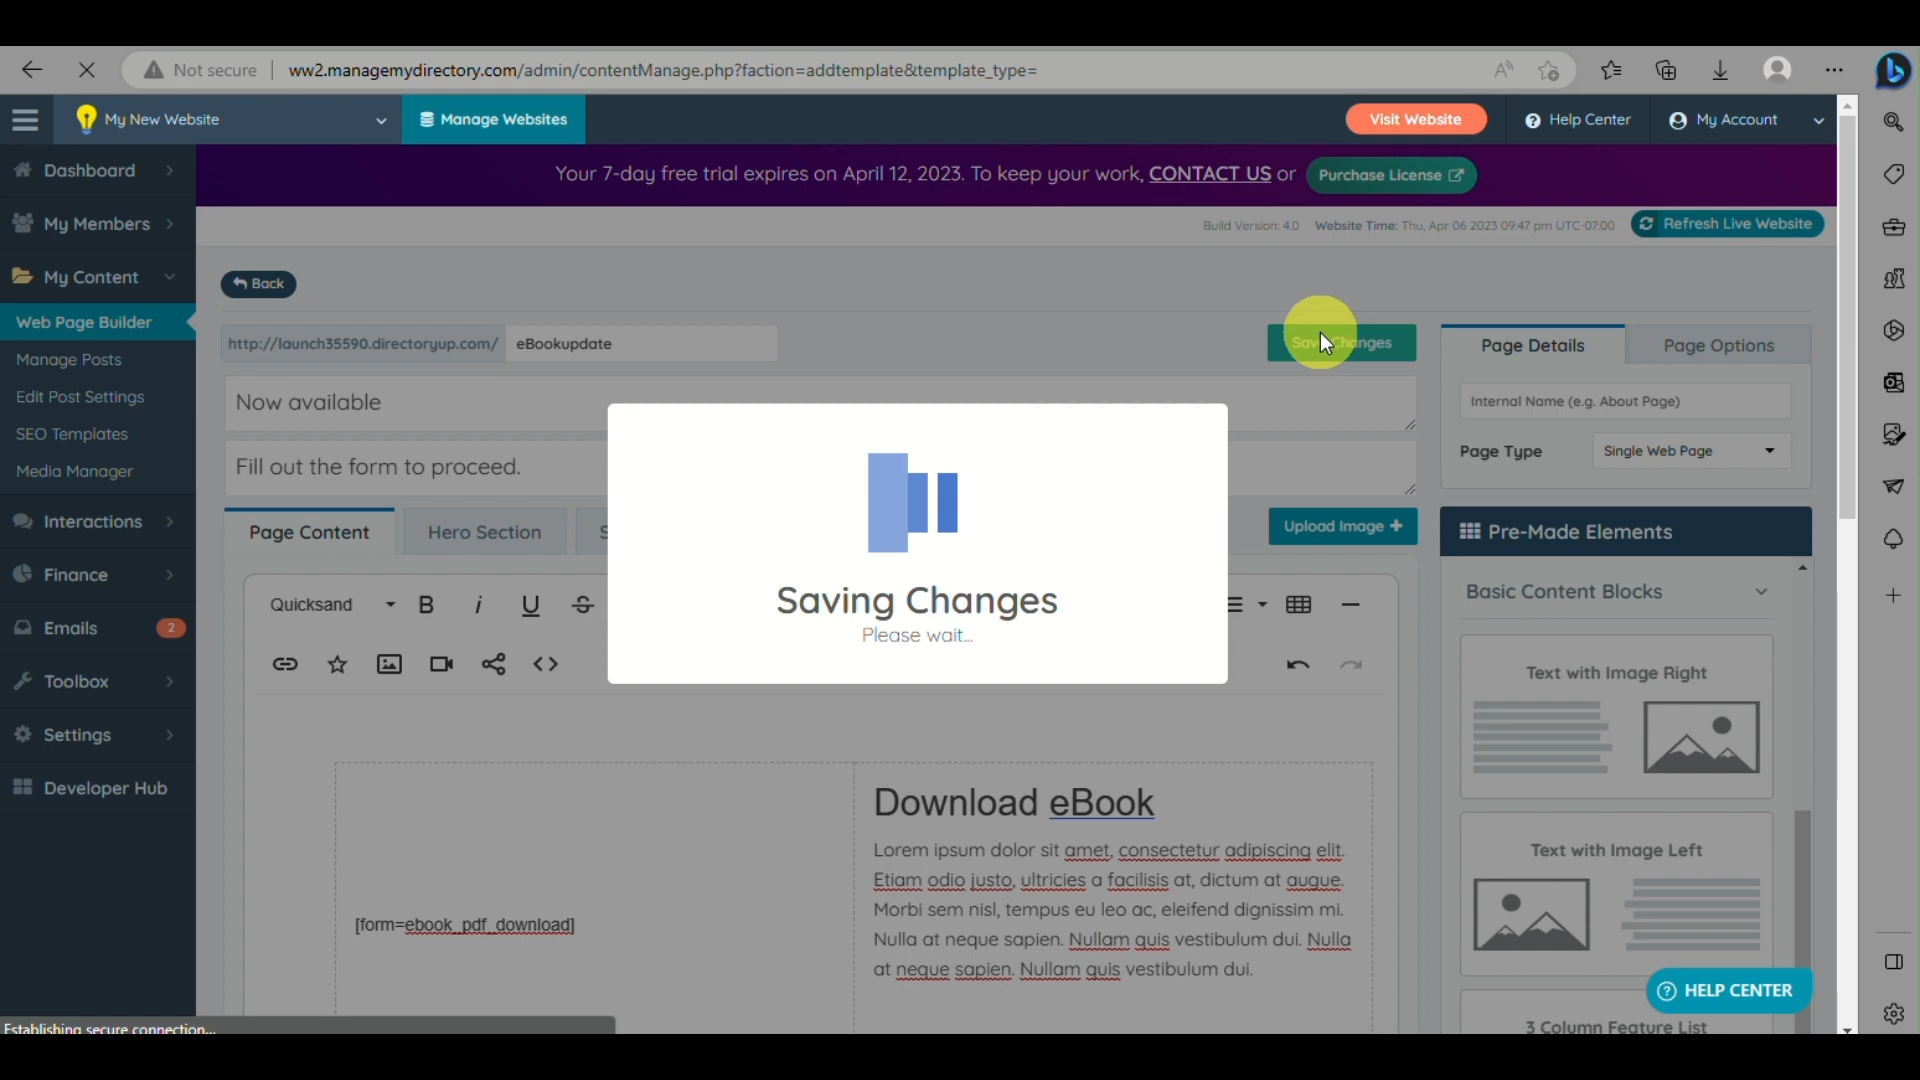 Not secure
ww2.managemydirectory.com/admin/contentManage.php?faction=addtemplate&template_type=
My New Website
Manage Websites
Visit Website
Help Center
My Account
Dashboard
Your 7-day free trial expires on April 12, 2023. To keep your work, CONTACT US or
Purchase License
My Members
Build Version: 4.0 Website Time: Thu, Apr 06 2023 09:47 pm UTC-07:00
Refresh Live Website
My Content
Back
Web Page Builder
http://launch35590.directoryup.com/
eBookupdate
Save Changes
Page Details
Page Options
Manage Posts
Edit Post Settings
Now available
Internal Name (e.g. About Page)
SEO Templates
Page Type
Single Web Page
Media Manager
Fill out the form to proceed.
Interactions
Page Content
Hero Section
S
Upload Image +
Pre-Made Elements
Finance
Saving Changes
Please wait...
Basic Content Blocks
Quicksand
B
i
U
S
Emails
2
Text with Image Right
Toolbox
Settings
Developer Hub
Download eBook
Lorem ipsum dolor sit amet, consectetur adipiscing elit.
Etiam odio justo, ultricies a facilisis at, dictum at augue.
Morbi sem nisl, tempus eu leo ac, eleifend dignissim mi.
Nulla at neque sapien. Nullam quis vestibulum dui. Nulla
at neque sapien. Nullam quis vestibulum dui.
[form=ebook_pdf_download]
Text with Image Left
HELP CENTER
3 Column Feature List
Establishing secure connection...